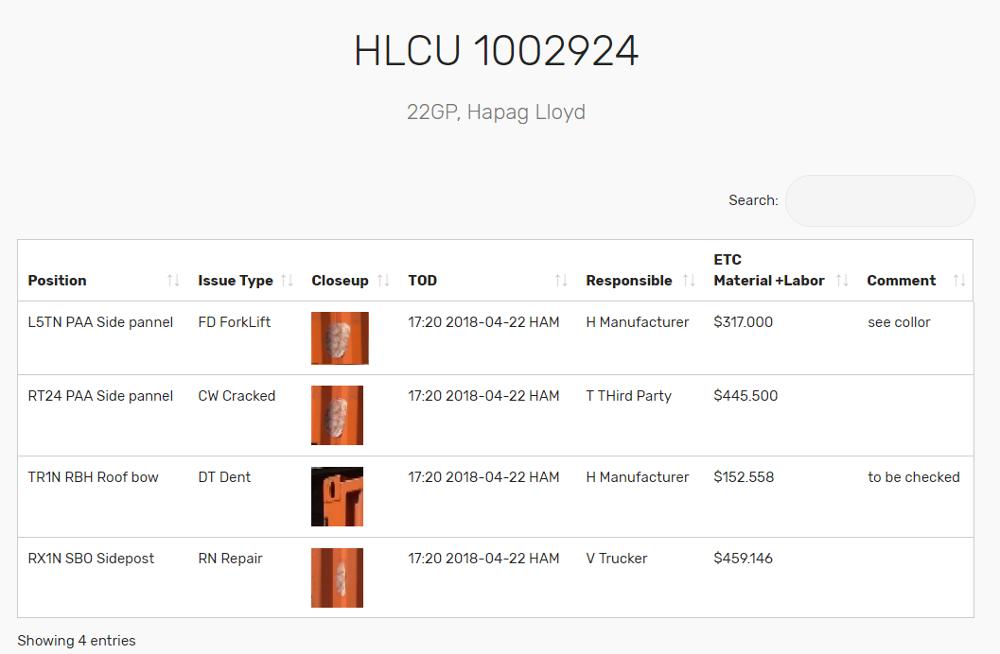 HLCU 1002924
22GP, Hapag Lloyd
Search:
ETC
Position Issue Type Closeup TOD Responsible Material +Labor Comment
L5TN PAA Side pannel FD ForkLift 17:20 2018-04-22 HAM H Manufacturer $317.000 see collor
RT24 PAA Side pannel CW Cracked 17:20 2018-04-22 HAM T THird Party $445.500
TR1N RBH Roof bow DT Dent 17:20 2018-04-22 HAM H Manufacturer $152.558 to be checked
RX1N SBO Sidepost RN Repair 17:20 2018-04-22 HAM V Trucker $459.146
Showing 4 entries